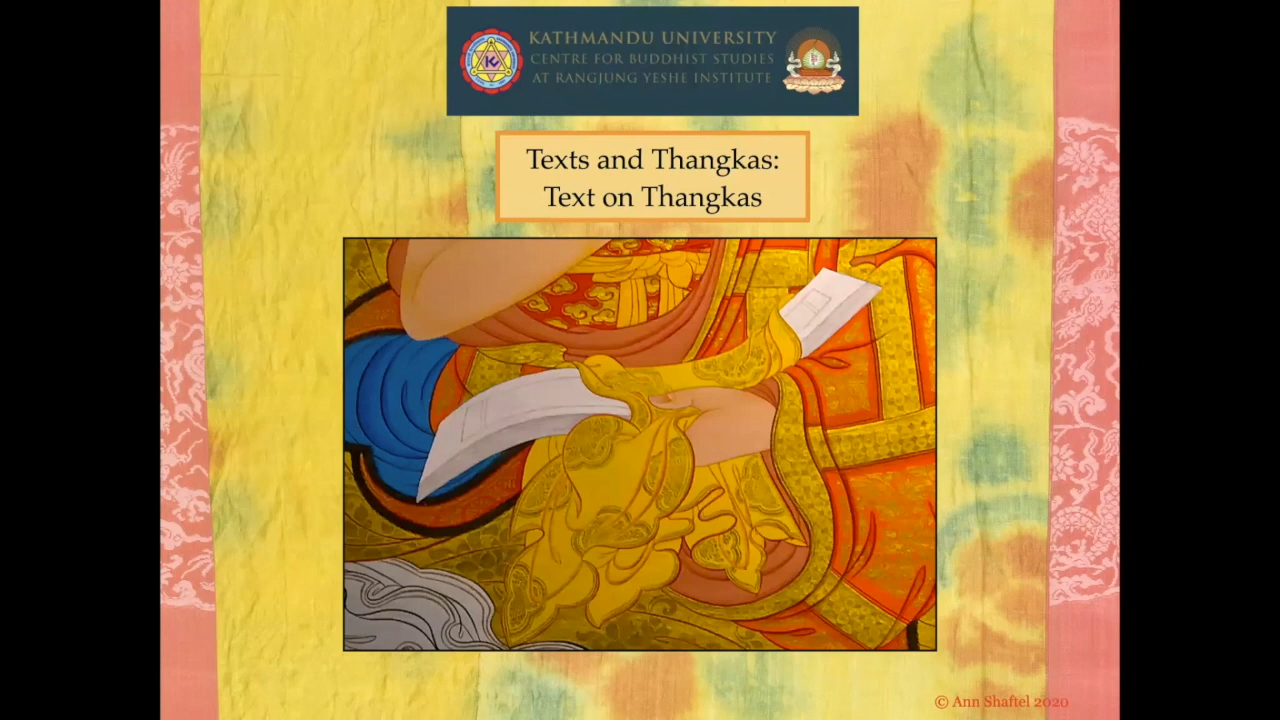 KATHMANDU UNIVERSITY
CENTRE FOR BUDDHIST STUDIES
AT RANGJUNG YESHE INSTITUTE
Texts and Thangkas:
Text on Thangkas
© Ann Shaftel 2020